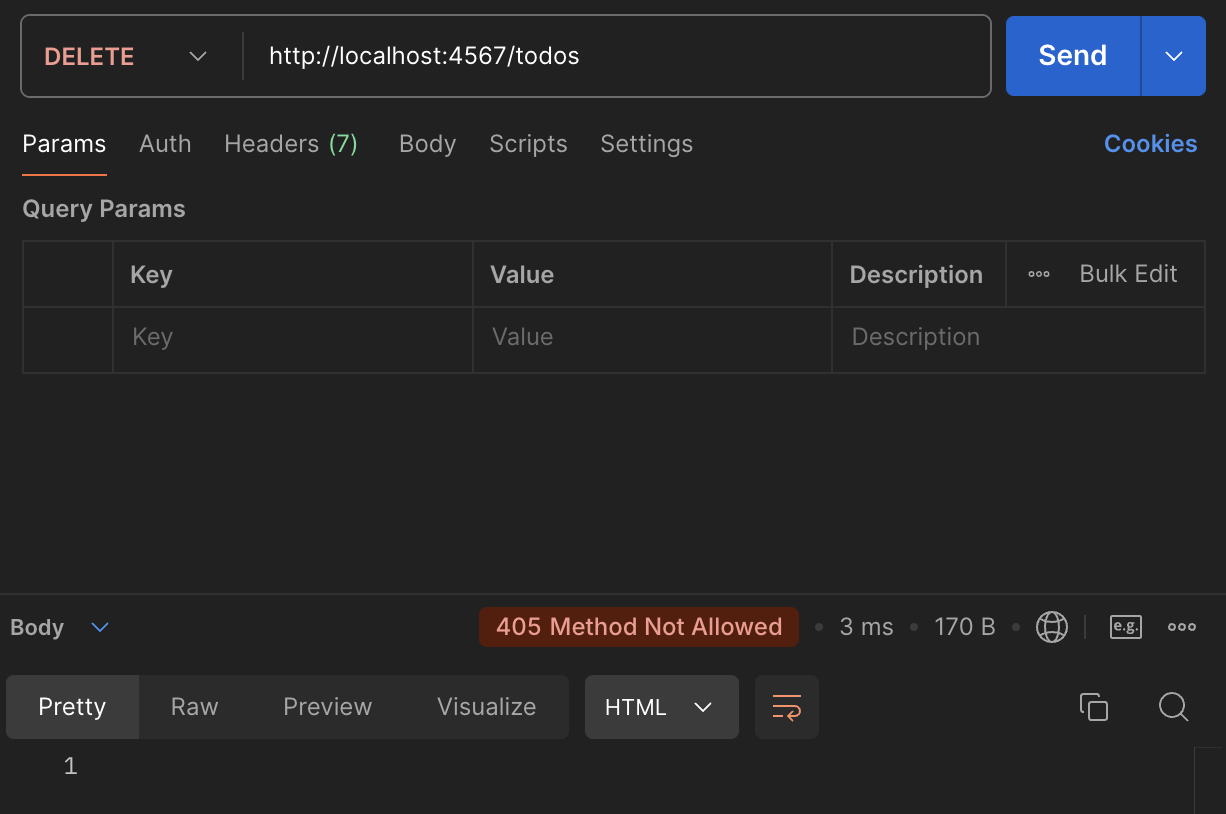 DELETE http://localhost:4567/todos Send
Params Auth Headers (7) Body Scripts Settings Cookies
Query Params
Key Value Description Bulk Edit
Key Value Description
Body 405 Method Not Allowed • 3 ms • 170 B • e.g.
Pretty Raw Preview Visualize HTML
1